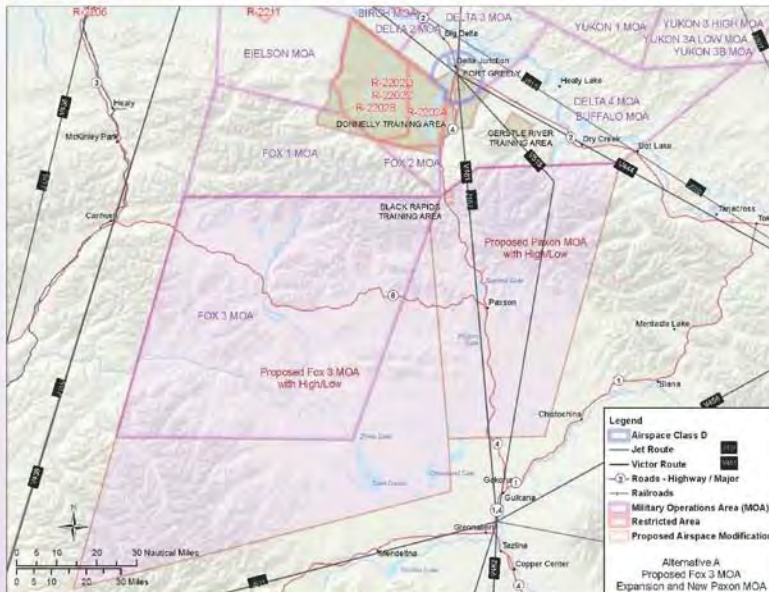 R-2206
R-2211
BIRCH MOA
DELTA 3 MOA
DELTA 2 MOA
Big Delta
YUKON 1 MOA
YUKON 3 HIGH MOA
YUKON 3A LOW MOA
YUKON 3B MOA
EIELSON MOA
Delta Junction
FORT GREELY
Healy Lake
R-2202D
R-2202C
R-2202B
R-2202A
DONNELLY TRAINING AREA
DELTA 4 MOA
BUFFALO MOA
Healy
McKinley Park
GERSTLE RIVER
TRAINING AREA
Dry Creek
Dot Lake
FOX 1 MOA
FOX 2 MOA
V444
BLACK RAPIDS
TRAINING AREA
Cantwell
Tanacross
Tok
Proposed Paxon MOA
with High/Low
Summit Lake
Paxson
FOX 3 MOA
Mentasta Lake
Proposed Fox 3 MOA
with High/Low
Slana
Chistochina
Gakona
Gulkana
Glennallen
Tazlina
Mendeltna
Copper Center
N
0 5 10 20 30 Nautical Miles
0 5 10 20 30 Miles
Legend
Airspace Class D
Jet Route
Victor Route
Roads - Highway / Major
Railroads
Military Operations Area (MOA)
Restricted Area
Proposed Airspace Modification
Alternative A
Proposed Fox 3 MOA
Expansion and New Paxon MOA